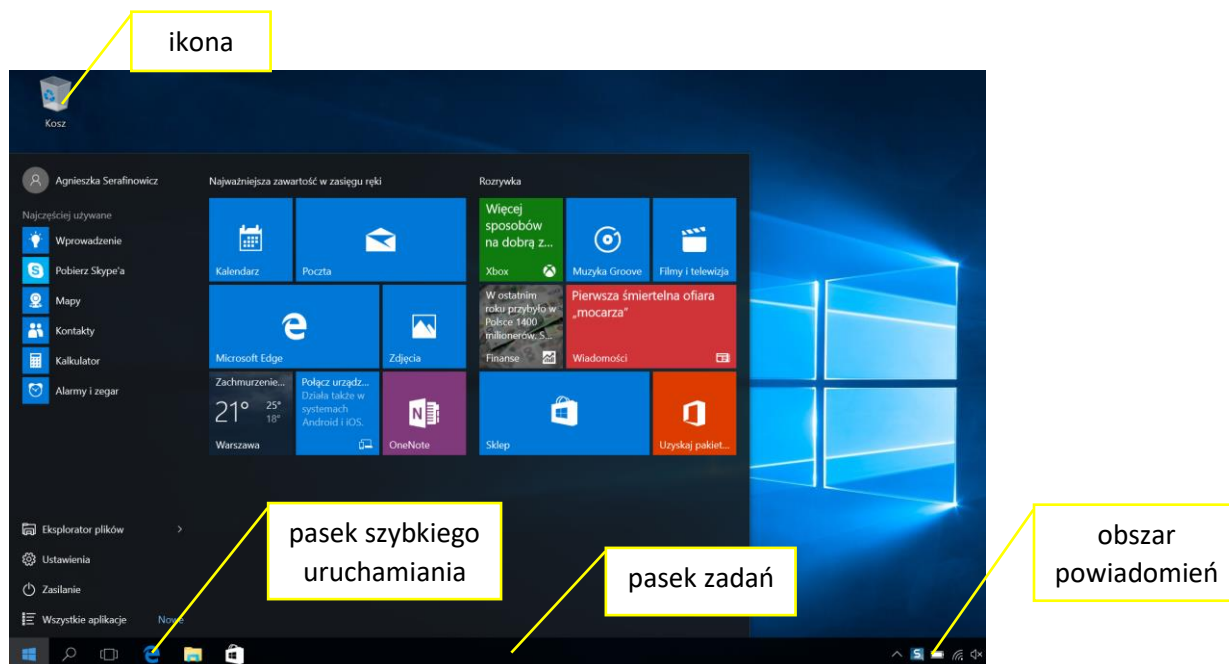 ikona
Kosz
Agnieszka Serafinowicz
Najczęściej używane
Wprowadzenie
Pobierz Skype'a
Mapy
Kontakty
Kalkulator
Alarmy i zegar
Eksplorator plików
Ustawienia
Zasilanie
Wszystkie aplikacje Nowe
Najważniejsza zawartość w zasięgu ręki
Kalendarz
Poczta
Microsoft Edge
Zdjęcia
Zachmurzenie...
21° 25°
18°
Warszawa
Połącz urządz...
Działa także w
systemach
Android i iOS.
N
OneNote
Rozrywka
Więcej
sposobów
na dobrą z...
Xbox
Muzyka Groove
Filmy i telewizja
W ostatnim
roku przybyło w
Polsce 1400
milionerów. S...
Finanse
Pierwsza śmiertelna ofiara
„mocarza”
Wiadomości
Sklep
Uzyskaj pakiet...
pasek szybkiego
uruchamiania
pasek zadań
obszar
powiadomień